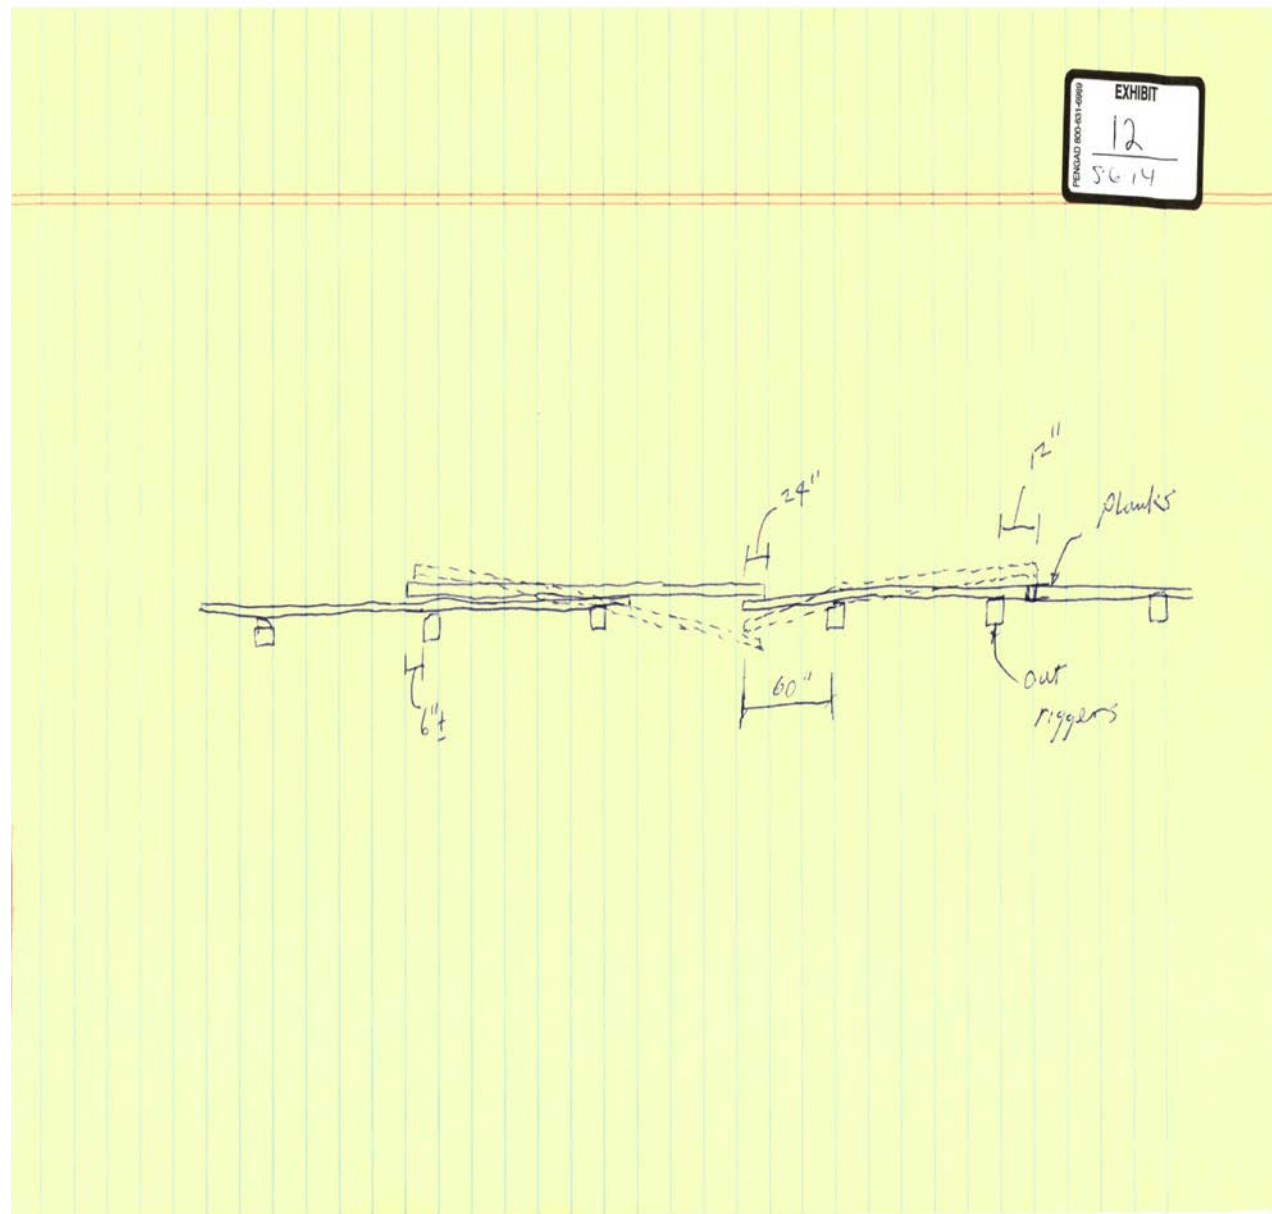 PENGAD 800-631-6989
EXHIBIT
12
5·6·14
12"
24"
planks
60"
out
riggers
6"±